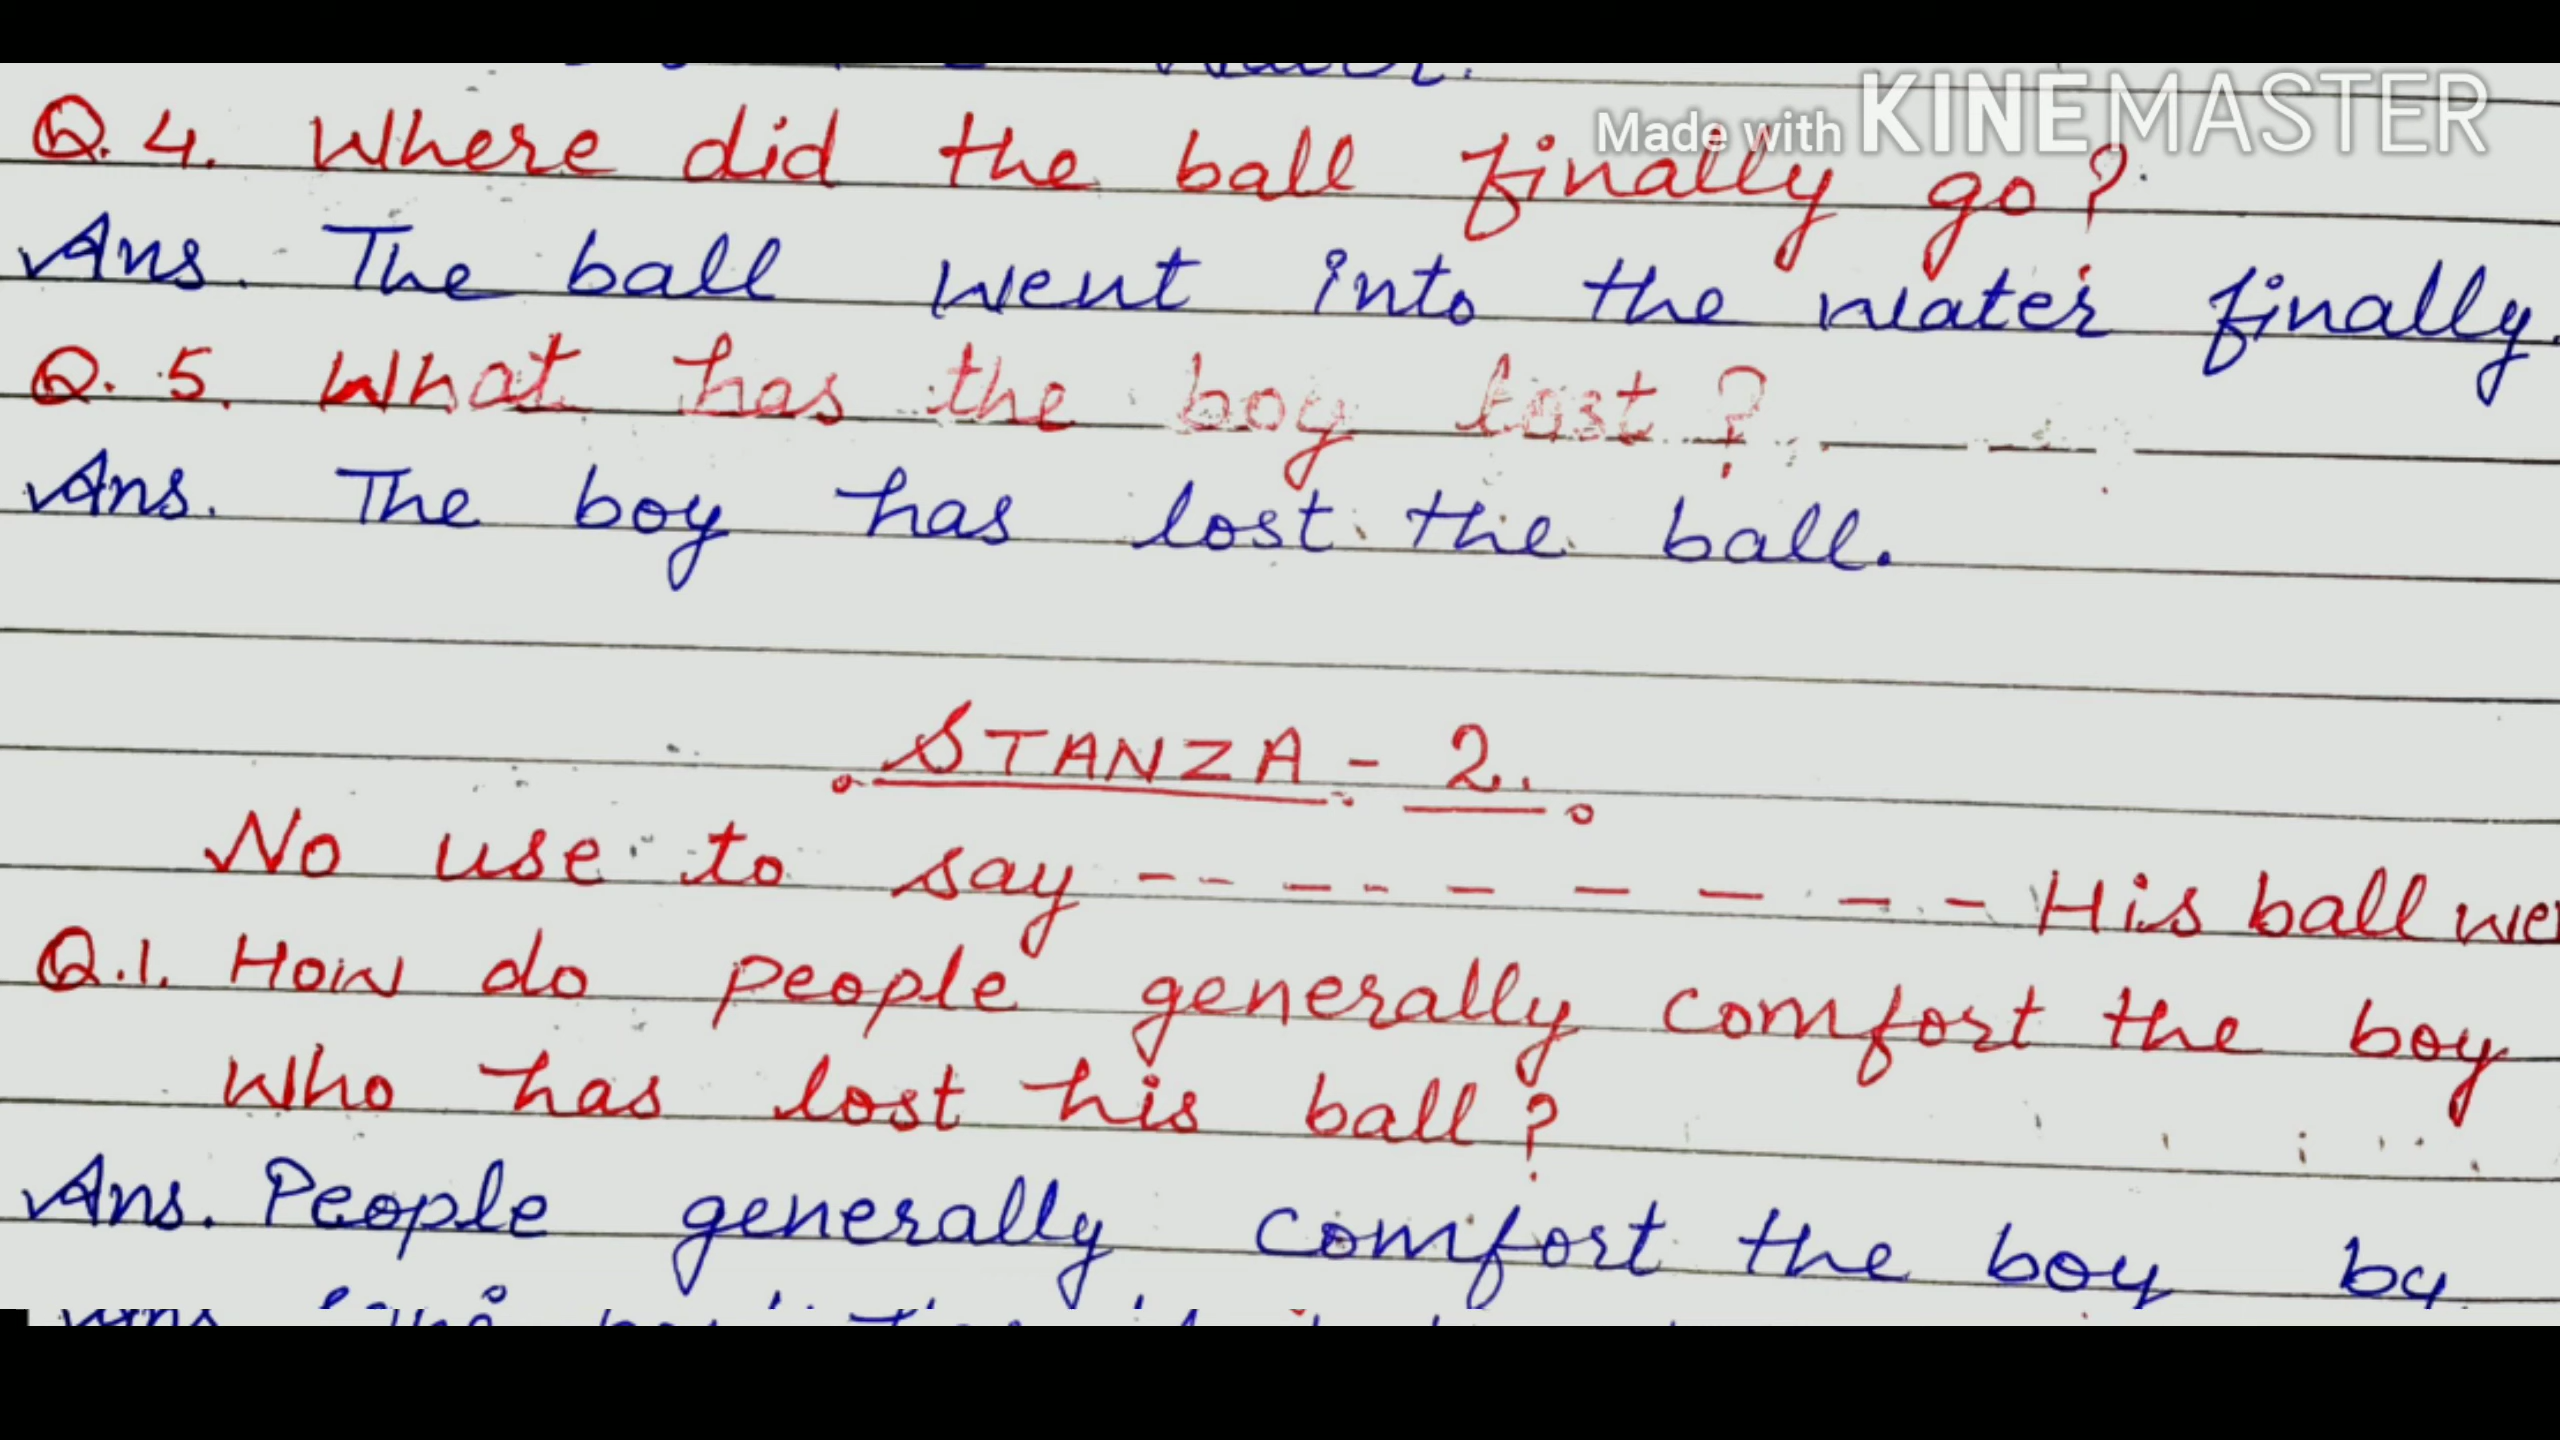 Made with KINEMASTER
Q.4. Where did the ball finally go?
Ans. The ball went into the water finally.
Q.5. What has the boy lost?
Ans. The boy has lost the ball.
STANZA - 2.
No use to say - - - - - - - - - - His ball we
Q.1. How do people generally comfort the boy
Who has lost his ball?
Ans. People generally comfort the boy by